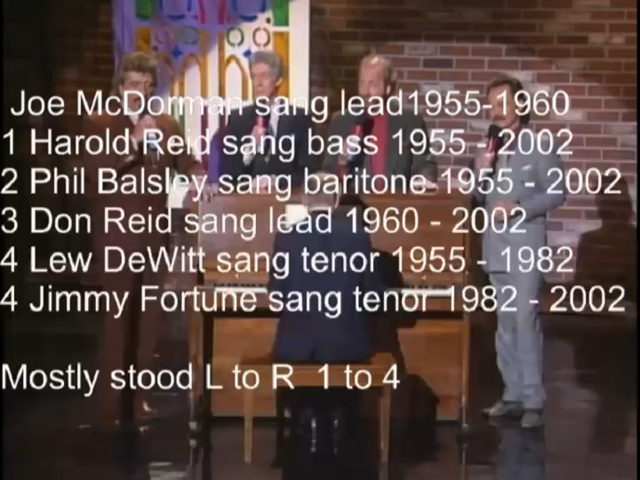 Joe McDorman sang lead1955-1960
1 Harold Reid sang bass 1955 - 2002
2 Phil Balsley sang baritone 1955 - 2002
3 Don Reid sang lead 1960 - 2002
4 Lew DeWitt sang tenor 1955 - 1982
4 Jimmy Fortune sang tenor 1982 - 2002
Mostly stood L to R 1 to 4